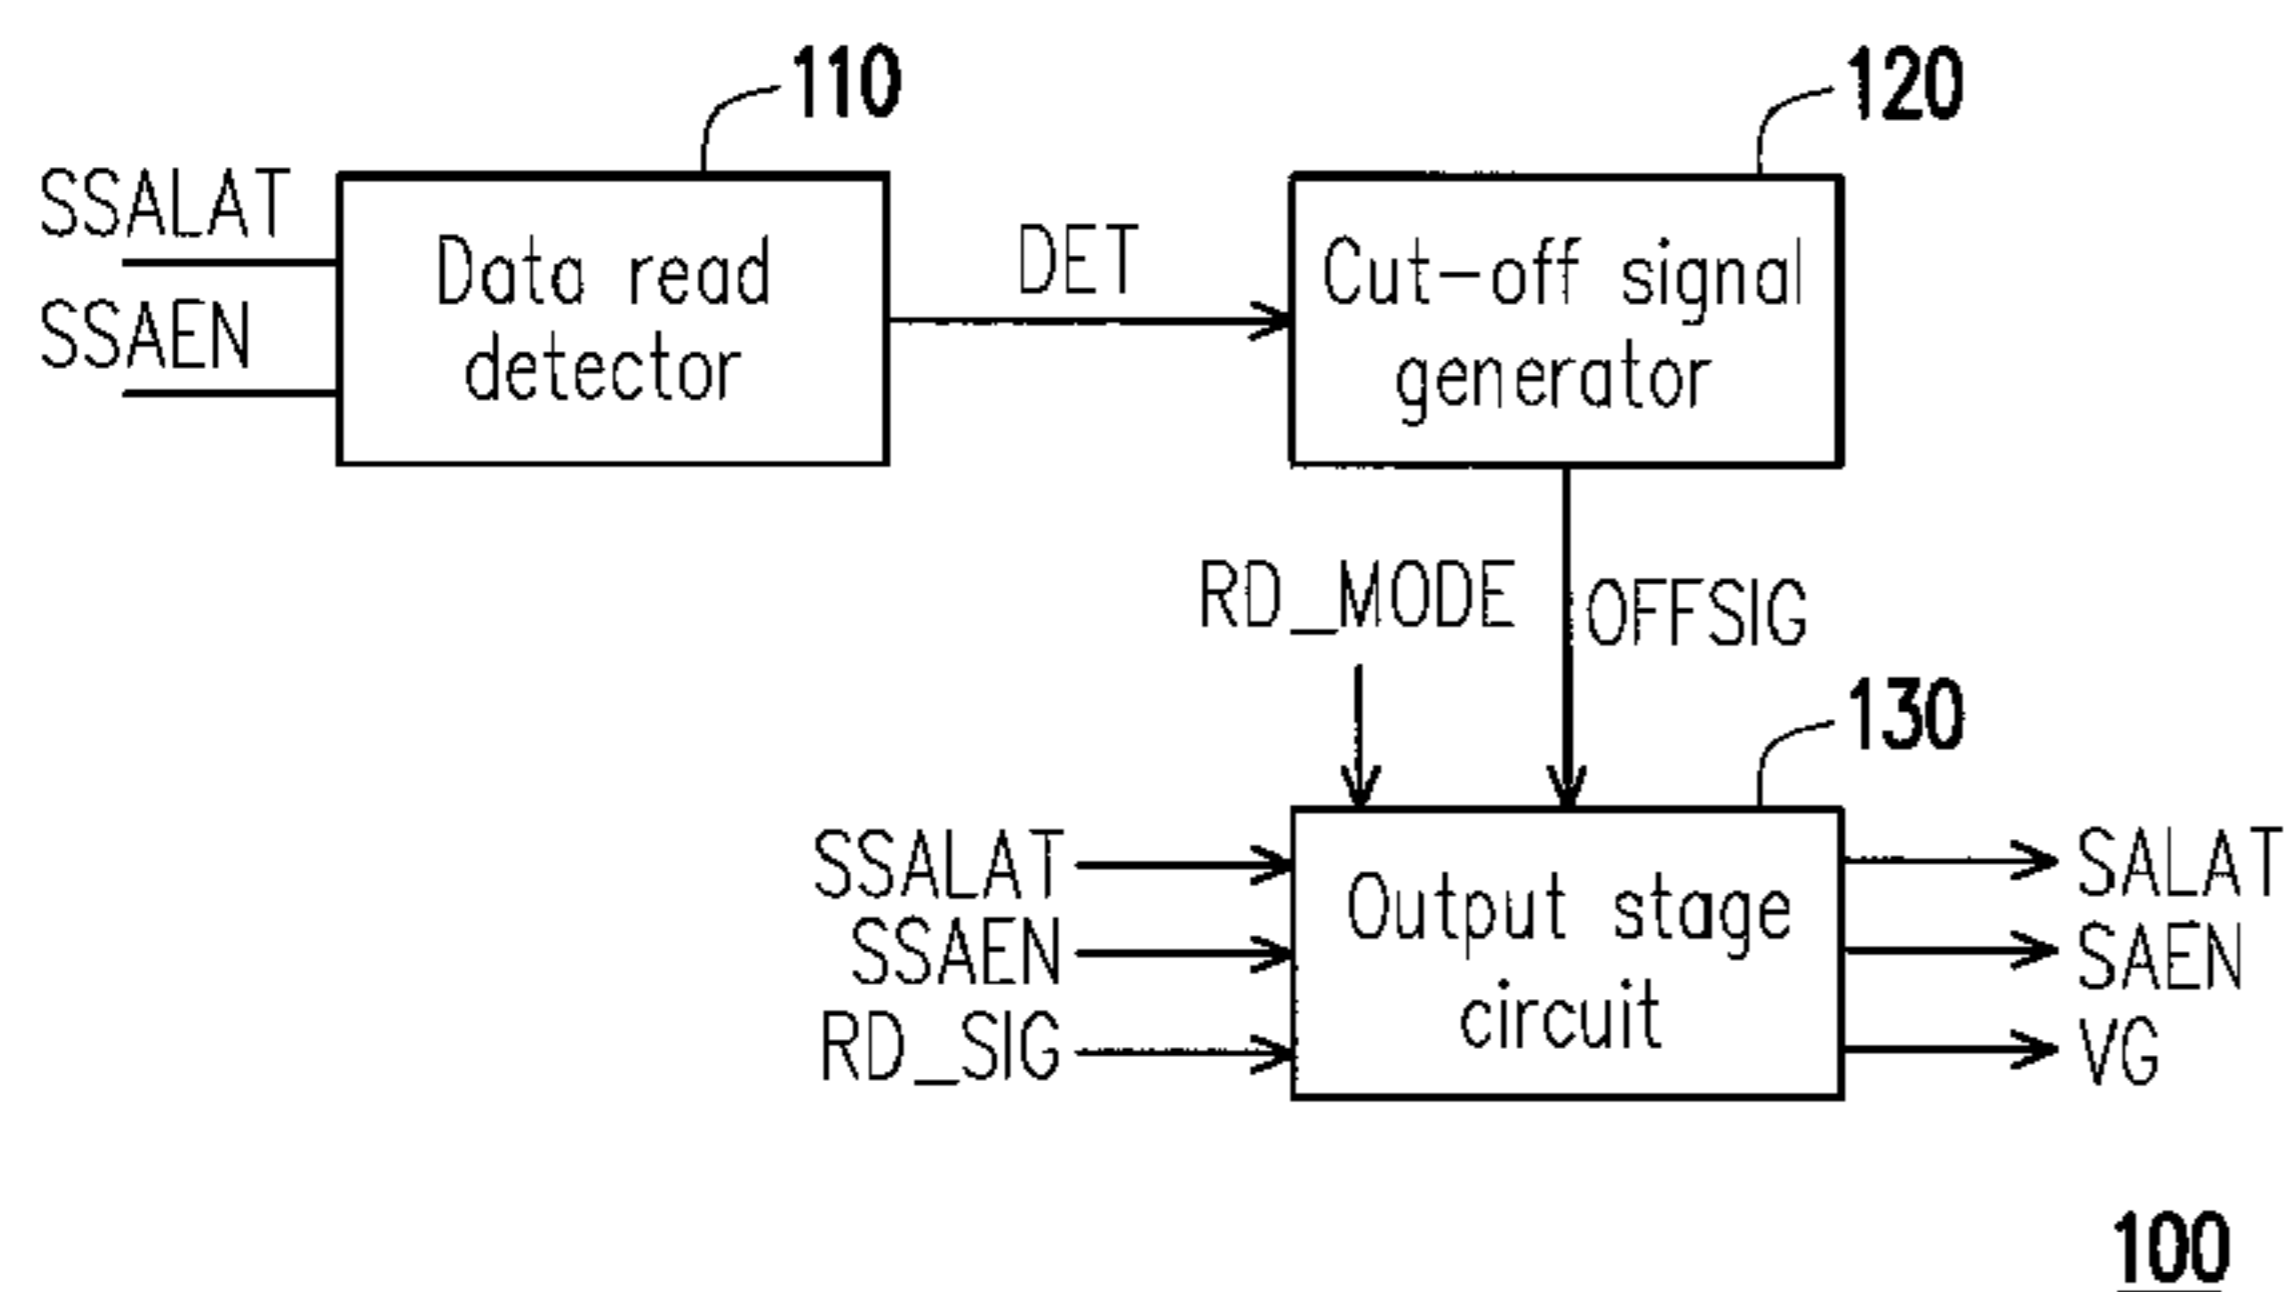 110
120
SSALAT
SSAEN
Data read
detector
DET
Cut-off signal
generator
RD_MODE
OFFSIG
130
SSALAT
SSAEN
RD_SIG
Output stage
circuit
SALAT
SAEN
VG
100